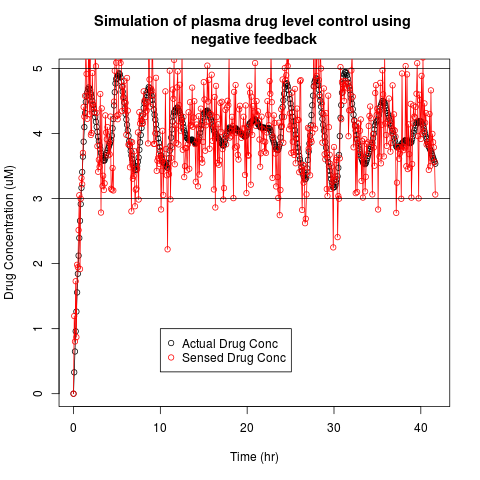 Simulation of plasma drug level control using
negative feedback
Drug Concentration (uM)
5
4
3
2
1
0
Actual Drug Conc
Sensed Drug Conc
0 10 20 30 40
Time (hr)